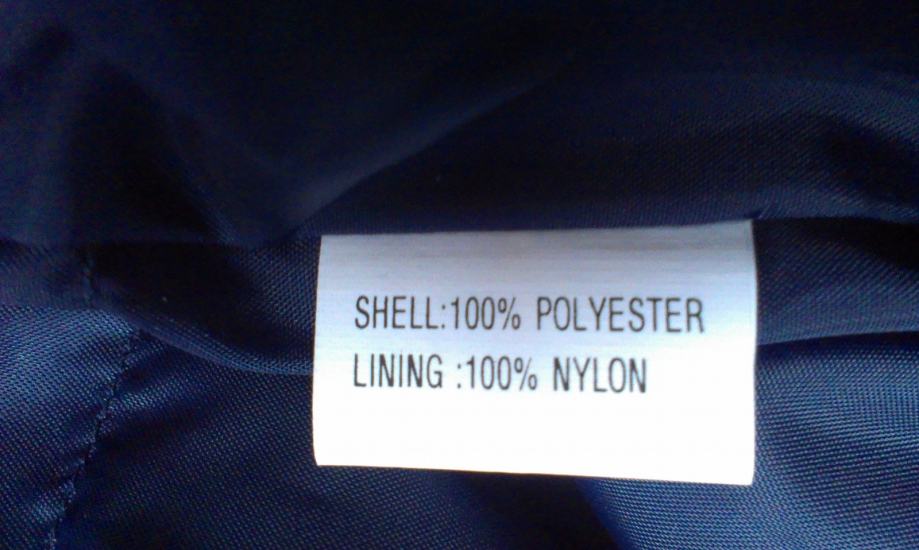 SHELL:100% POLYESTER
LINING :100% NYLON